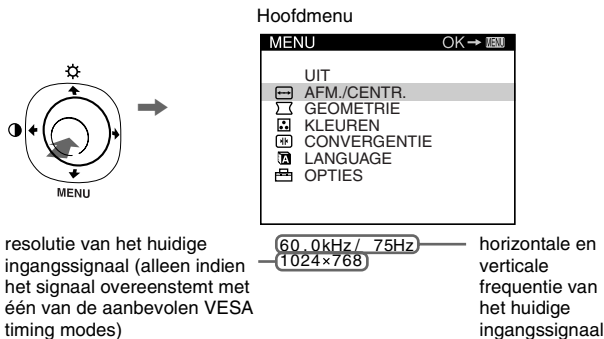 Hoofdmenu
MENU OK→ MENU
UIT
AFM./CENTR.
GEOMETRIE
KLEUREN
CONVERGENTIE
LANGUAGE
OPTIES
MENU
60.0kHz/ 75Hz
1024×768
resolutie van het huidige
ingangssignaal (alleen indien
het signaal overeenstemt met
één van de aanbevolen VESA
timing modes)
horizontale en
verticale
frequentie van
het huidige
ingangssignaal